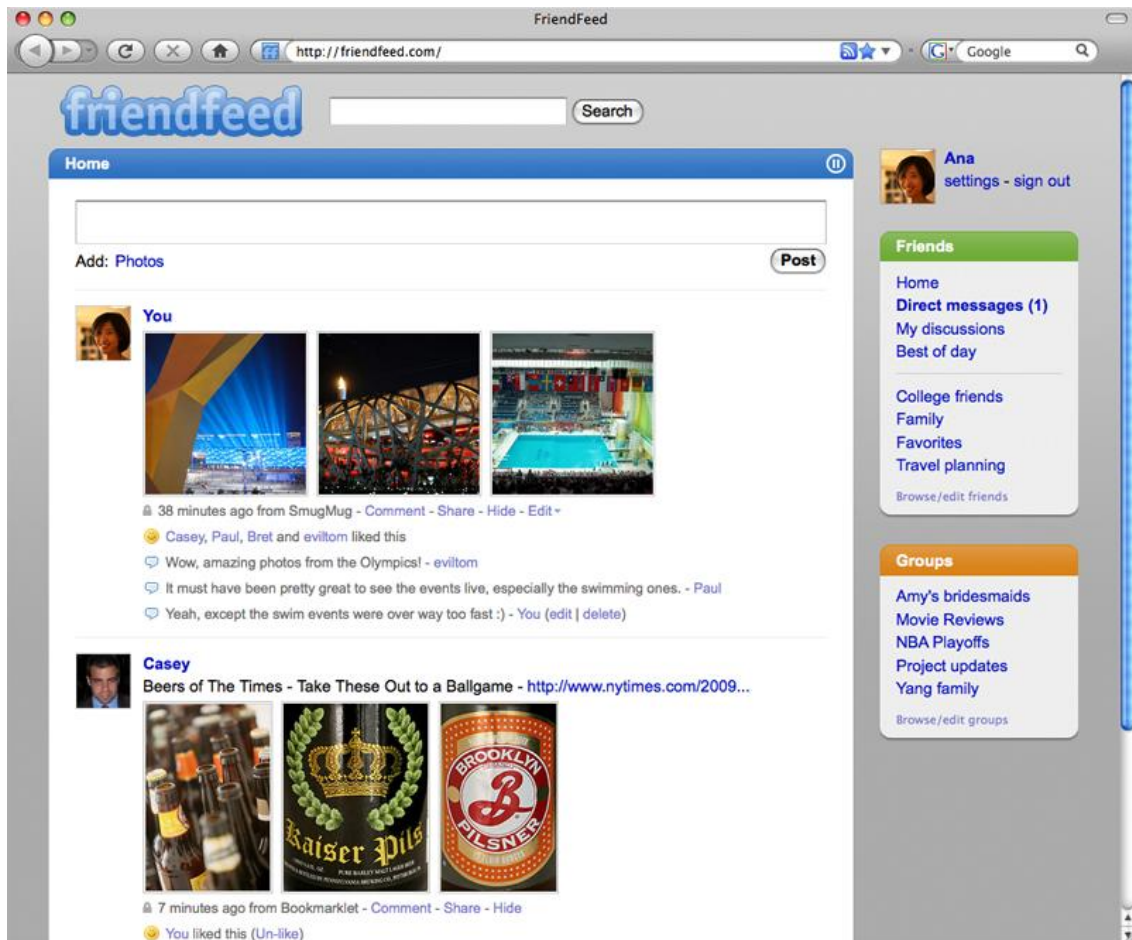 FriendFeed
http://friendfeed.com/
Google
friendfeed
Search
Home
Add: Photos
Post
You
38 minutes ago from SmugMug - Comment - Share - Hide - Edit
Casey, Paul, Bret and eviltom liked this
Wow, amazing photos from the Olympics! - eviltom
It must have been pretty great to see the events live, especially the swimming ones. - Paul
Yeah, except the swim events were over way too fast :) - You (edit | delete)
Casey
Beers of The Times - Take These Out to a Ballgame - http://www.nytimes.com/2009...
Kaiser Pils
BROOKLYN
B
PILSNER
7 minutes ago from Bookmarklet - Comment - Share - Hide
You liked this (Un-like)
Ana
settings - sign out
Friends
Home
Direct messages (1)
My discussions
Best of day
College friends
Family
Favorites
Travel planning
Browse/edit friends
Groups
Amy's bridesmaids
Movie Reviews
NBA Playoffs
Project updates
Yang family
Browse/edit groups